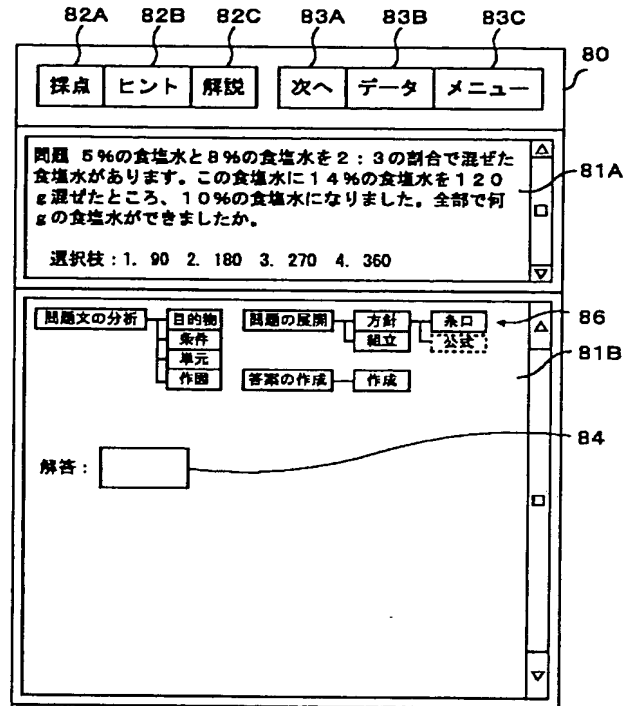 82A 82B 82C 83A 83B 83C
80
採点 ヒント 解説 次へ データ メニュー
問題 5%の食塩水と8%の食塩水を2:3の割合で混ぜた
食塩水があります。この食塩水に14%の食塩水を120
g混ぜたところ、10%の食塩水になりました。全部で何
gの食塩水ができましたか。
81A
選択枝:1. 90 2. 180 3. 270 4. 360
問題文の分析 目的物 問題の展開 方針 糸口 86
条件 組立 公式
単元
81B
作図 答案の作成 作成
84
解答: